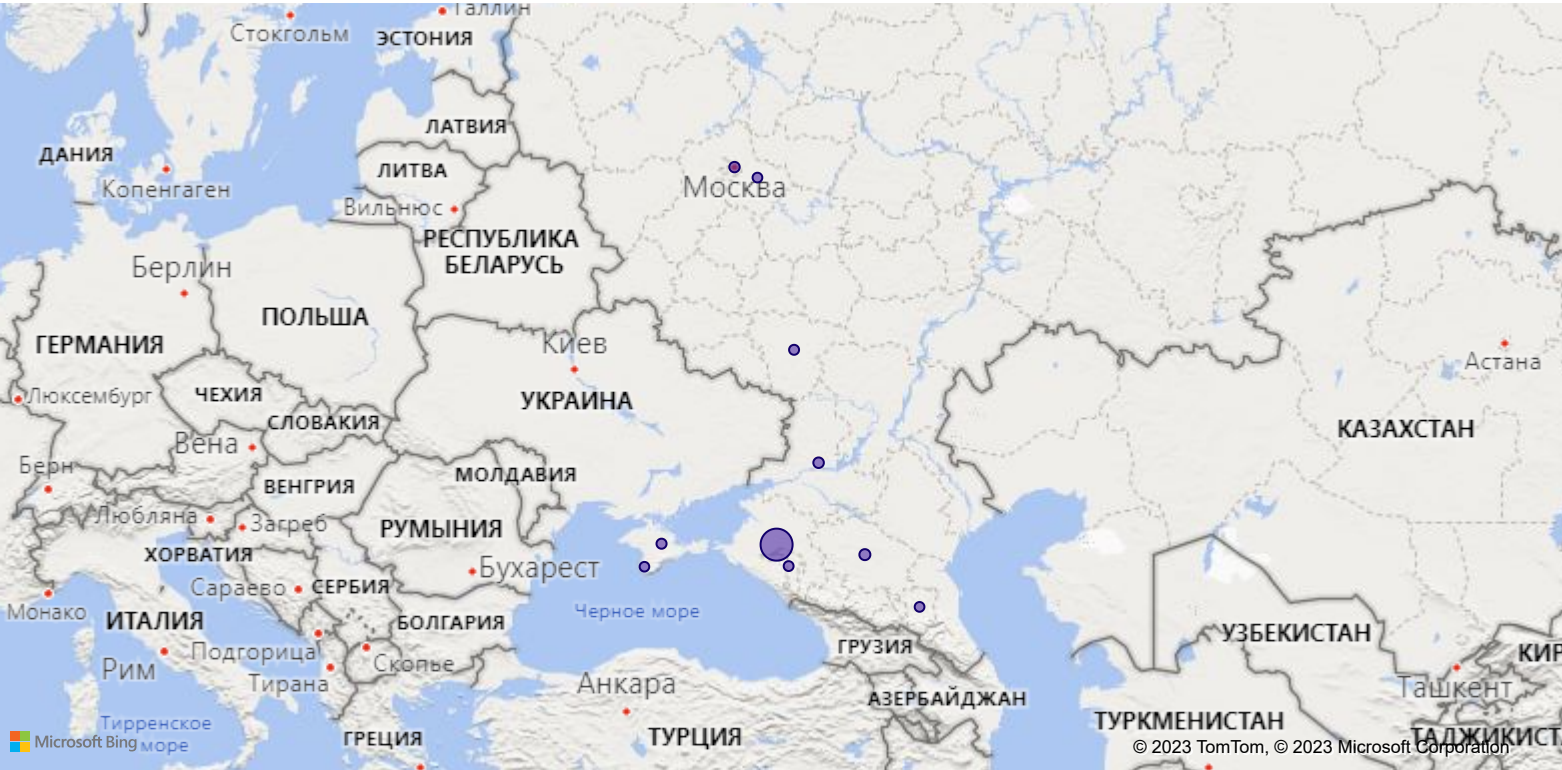 Таллин
Стокгольм
ЭСТОНИЯ
ЛАТВИЯ
ДАНИЯ
ЛИТВА
Копенгаген
Москва
Вильнюс
РЕСПУБЛИКА
БЕЛАРУСЬ
Берлин
ПОЛЬША
ГЕРМАНИЯ
Киев
Астана
Люксембург
ЧЕХИЯ
УКРАИНА
СЛОВАКИЯ
КАЗАХСТАН
Вена
Берн
МОЛДАВИЯ
ВЕНГРИЯ
Любляна
Загреб
РУМЫНИЯ
ХОРВАТИЯ
Бухарест
Сараево
СЕРБИЯ
Монако
Черное море
ИТАЛИЯ
БОЛГАРИЯ
УЗБЕКИСТАН
ГРУЗИЯ
Подгорица
КИР
Рим
Скопье
Тирана
Анкара
Ташкент
АЗЕРБАЙДЖАН
Тирренское
море
ТУРКМЕНИСТАН
ГРЕЦИЯ
ТУРЦИЯ
ТАДЖИКИСТ
Microsoft Bing
© 2023 TomTom, © 2023 Microsoft Corporation